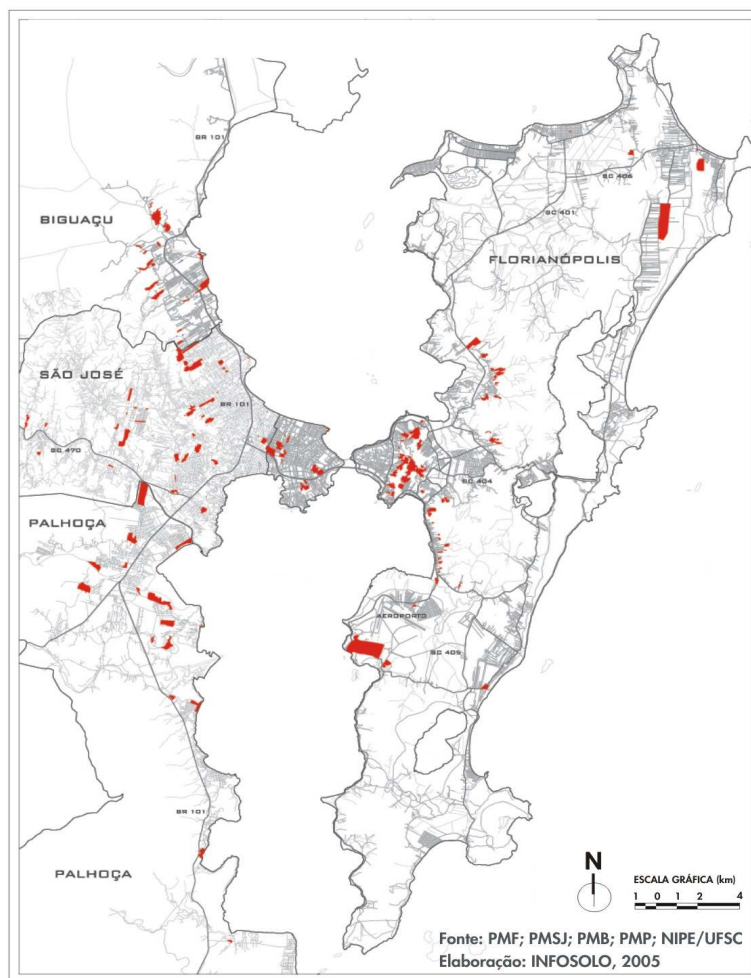 BR 101
SC 406
BIGUAÇU
SC 401
FLORIANÓPOLIS
SÃO JOSÉ
BR 101
SC 470
SC 404
PALHOÇA
AEROPORTO
SC 405
BR 101
PALHOÇA
N
ESCALA GRÁFICA (km)
1 0 1 2 4
Fonte: PMF; PMSJ; PMB; PMP; NIPE/UFSC
Elaboração: INFOSOLO, 2005